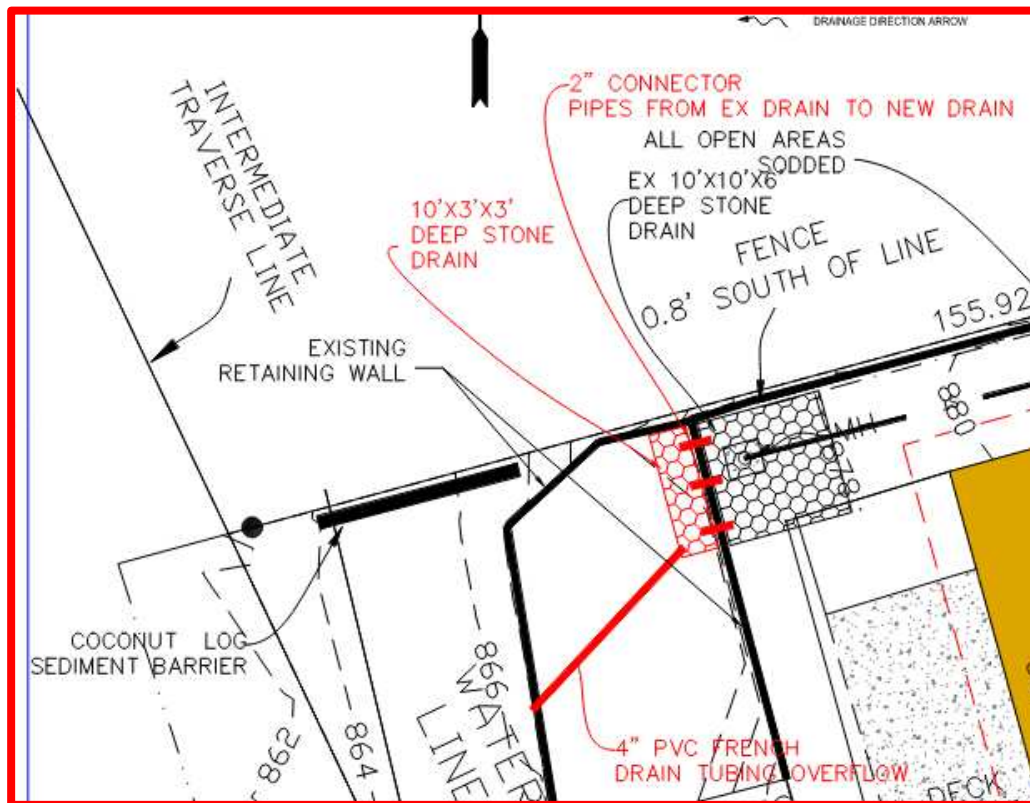 DRAINAGE DIRECTION ARROW
2" CONNECTOR
PIPES FROM EX DRAIN TO NEW DRAIN
ALL OPEN AREAS
SODDED
EX 10'X10'X6'
DEEP STONE
DRAIN
INTERMEDIATE
TRAVERSE LINE
10'X3'X3'
DEEP STONE
DRAIN
FENCE
0.8' SOUTH OF LINE
155.92
EXISTING
RETAINING WALL
880
MH
878
COCONUT LOG
SEDIMENT BARRIER
866
WATER
LINE
864
862
4" PVC FRENCH
DRAIN TUBING OVERFLOW
DECK